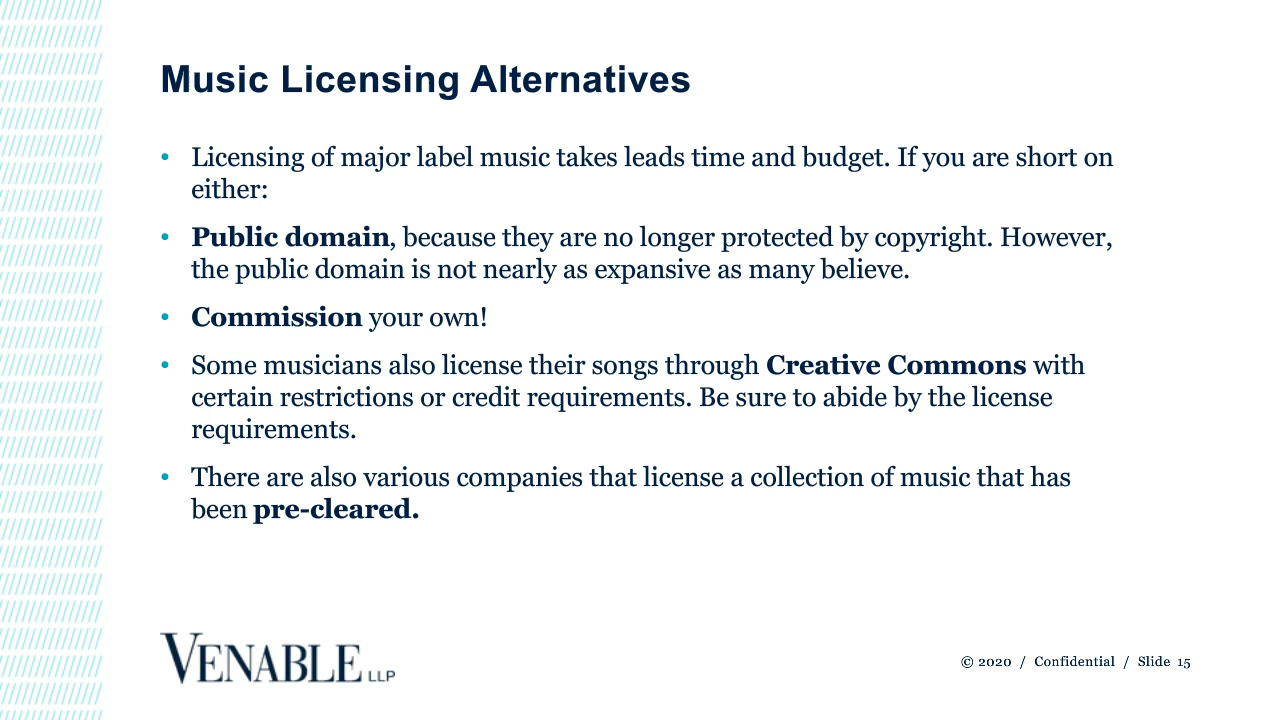 Music Licensing Alternatives
• Licensing of major label music takes leads time and budget. If you are short on
either:
• Public domain, because they are no longer protected by copyright. However,
the public domain is not nearly as expansive as many believe.
• Commission your own!
• Some musicians also license their songs through Creative Commons with
certain restrictions or credit requirements. Be sure to abide by the license
requirements.
• There are also various companies that license a collection of music that has
been pre-cleared.
VENABLE LLP
© 2020 / Confidential / Slide 15